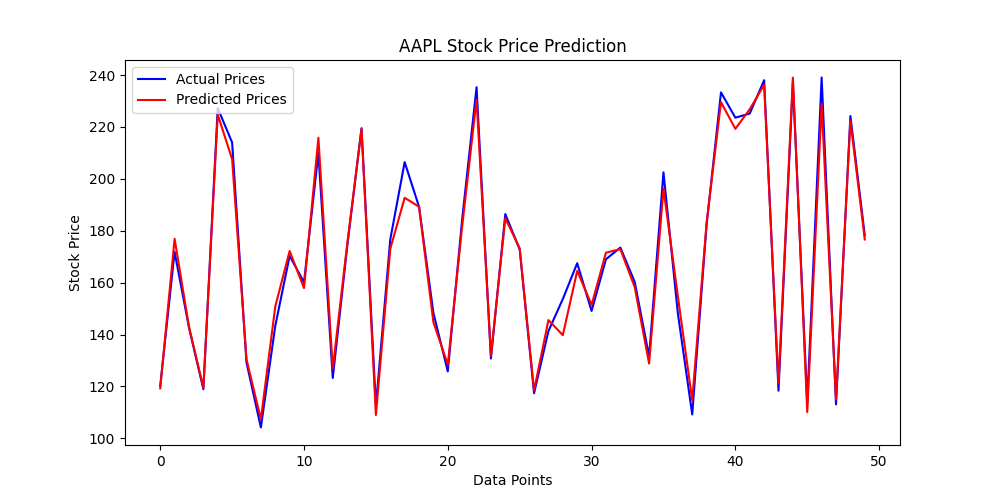 AAPL Stock Price Prediction
Actual Prices
Predicted Prices
Stock Price
240
220
200
180
160
140
120
100
0
10
20
30
40
50
Data Points